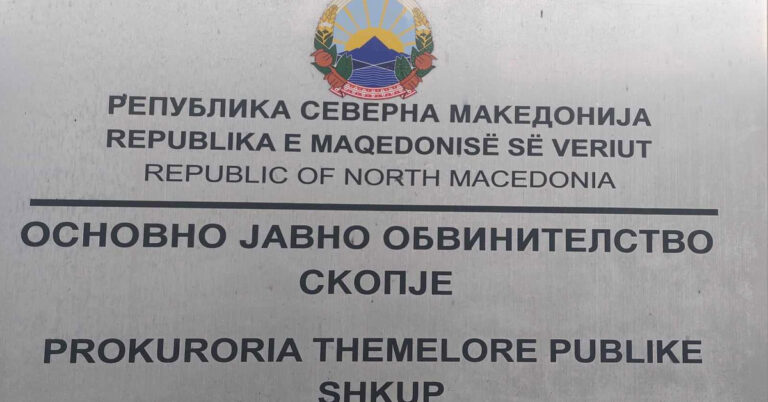 РЕПУБЛИКА СЕВЕРНА МАКЕДОНИЈА
REPUBLIKA E MAQEDONISË SË VERIUT
REPUBLIC OF NORTH MACEDONIA
ОСНОВНО ЈАВНО ОБВИНИТЕЛСТВО
СКОПЈЕ
PROKURORIA THEMELORE PUBLIKE
SHKUP